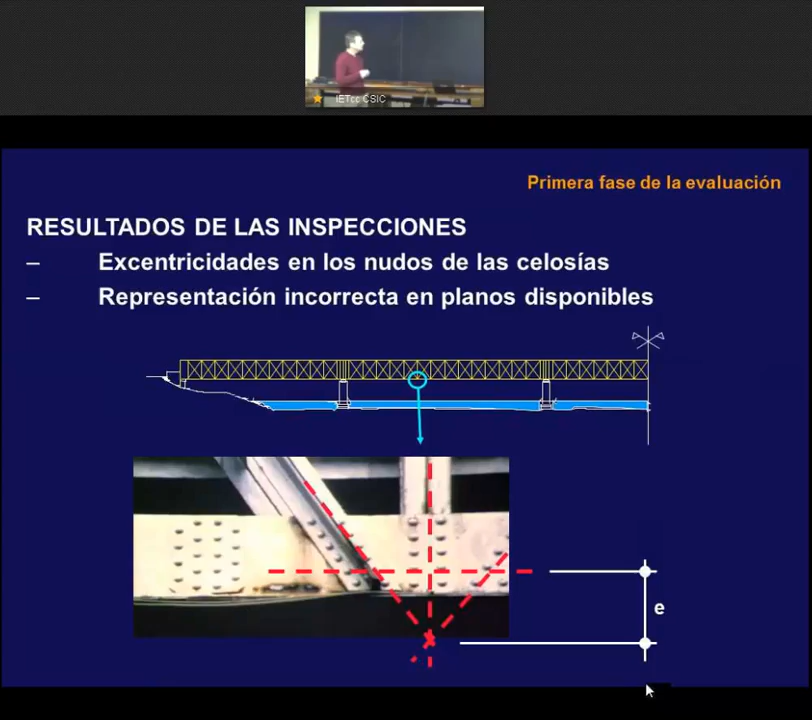 IETcc CSIC
Primera fase de la evaluación
RESULTADOS DE LAS INSPECCIONES
– Excentricidades en los nudos de las celosías
– Representación incorrecta en planos disponibles
e